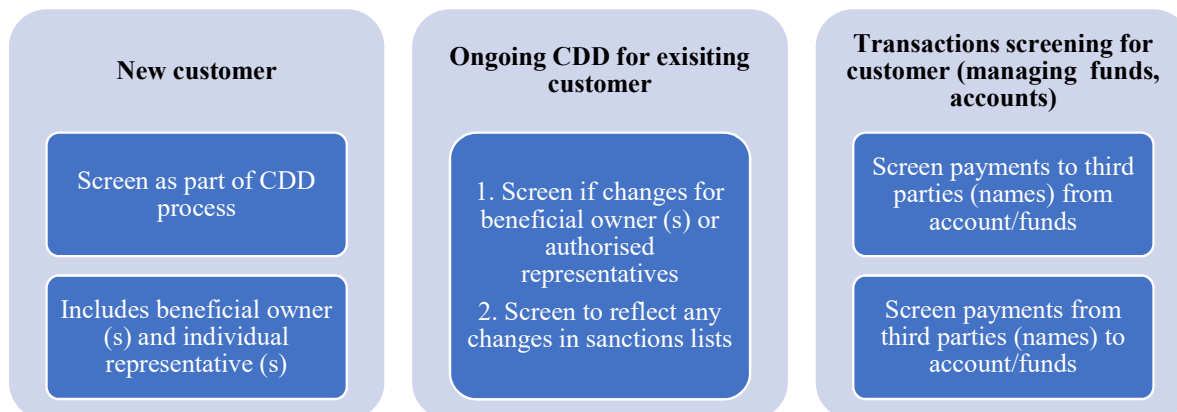 New customer
Screen as part of CDD
process
Includes beneficial owner
(s) and individual
representative (s)
Ongoing CDD for exisiting
customer
1. Screen if changes for
beneficial owner (s) or
authorised
representatives
2. Screen to reflect any
changes in sanctions lists
Transactions screening for
customer (managing  funds,
accounts)
Screen payments to third
parties (names) from
account/funds
Screen payments from
third parties (names) to
account/funds